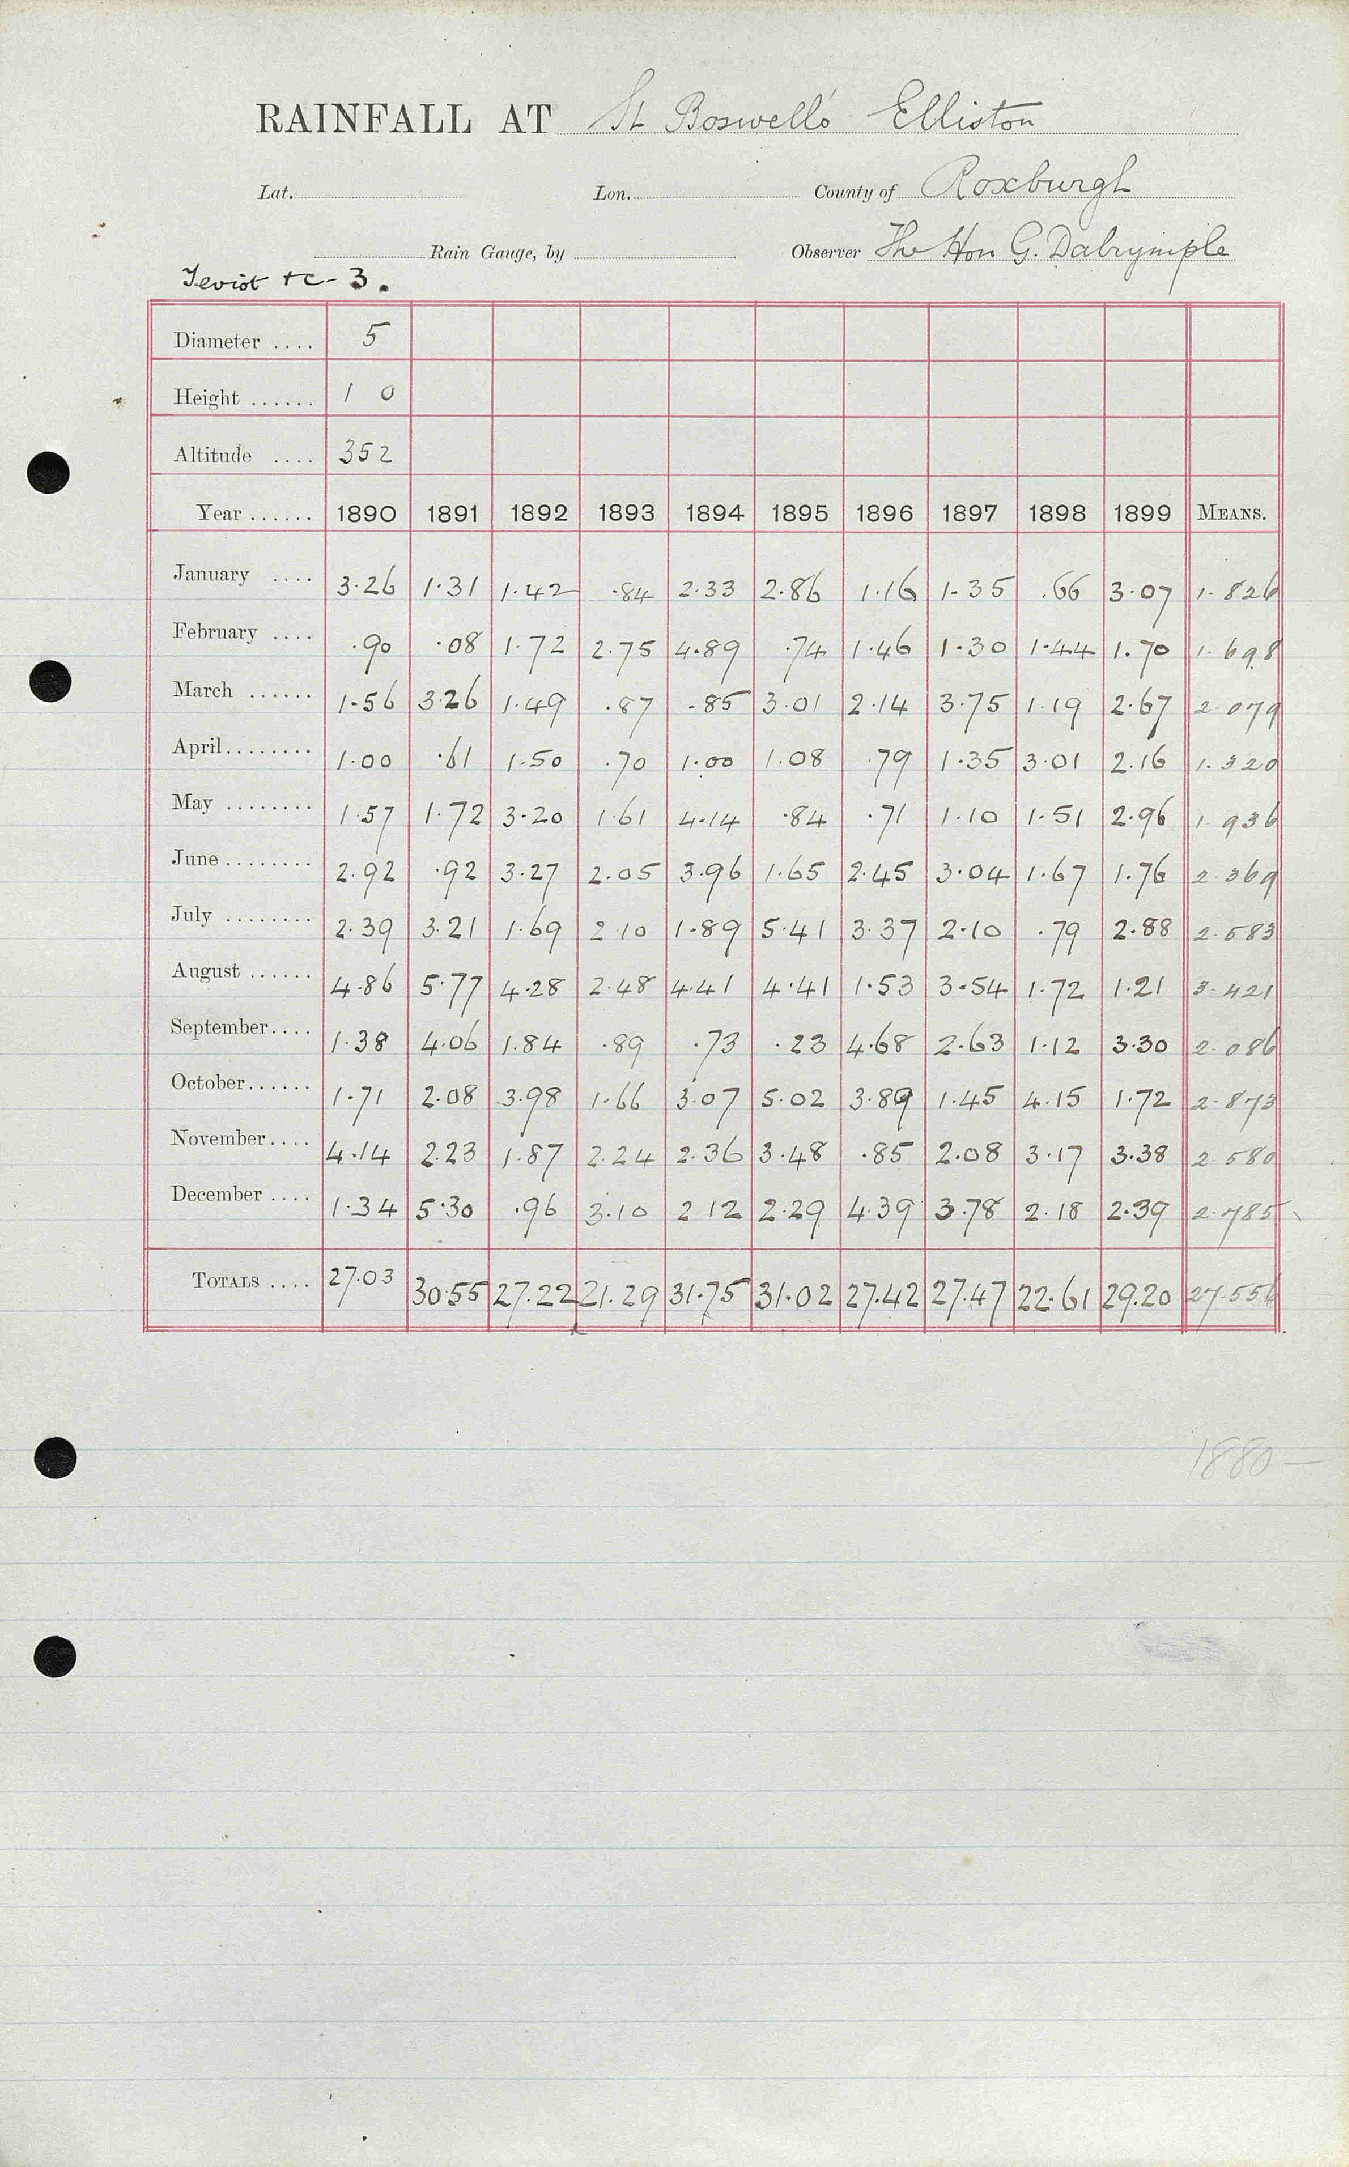 RAINFALL AT St Boswell's Elliston
Lat. Lon. County of Roxburgh
Rain Gauge, by Observer The Hon G. Dalrymple
Teviot &c - 3.
Diameter .... 5
Height ...... 1 0
Altitude .... 352
Year ...... 1890 1891 1892 1893 1894 1895 1896 1897 1898 1899 MEANS.
January .... 3.26 1.31 1.42 .84 2.33 2.86 1.16 1.35 .66 3.07 1.826
February .... .90 .08 1.72 2.75 4.89 .74 1.46 1.30 1.44 1.70 1.698
March ...... 1.56 3.26 1.49 .87 .85 3.01 2.14 3.75 1.19 2.67 2.079
April........ 1.00 .61 1.50 .70 1.00 1.08 .79 1.35 3.01 2.16 1.320
May ........ 1.57 1.72 3.20 1.61 4.14 .84 .71 1.10 1.51 2.96 1.936
June ........ 2.92 .92 3.27 2.05 3.96 1.65 2.45 3.04 1.67 1.76 2.369
July ........ 2.39 3.21 1.69 2.10 1.89 5.41 3.37 2.10 .79 2.88 2.583
August ...... 4.86 5.77 4.28 2.48 4.41 4.41 1.53 3.54 1.72 1.21 3.421
September.... 1.38 4.06 1.84 .89 .73 .23 4.68 2.63 1.12 3.30 2.086
October...... 1.71 2.08 3.98 1.66 3.07 5.02 3.89 1.45 4.15 1.72 2.873
November.... 4.14 2.23 1.87 2.24 2.36 3.48 .85 2.08 3.17 3.38 2.580
December .... 1.34 5.30 .96 3.10 2.12 2.29 4.39 3.78 2.18 2.39 2.785
TOTALS .... 27.03 30.55 27.22 21.29 31.75 31.02 27.42 27.47 22.61 29.20 27.556
1880 —